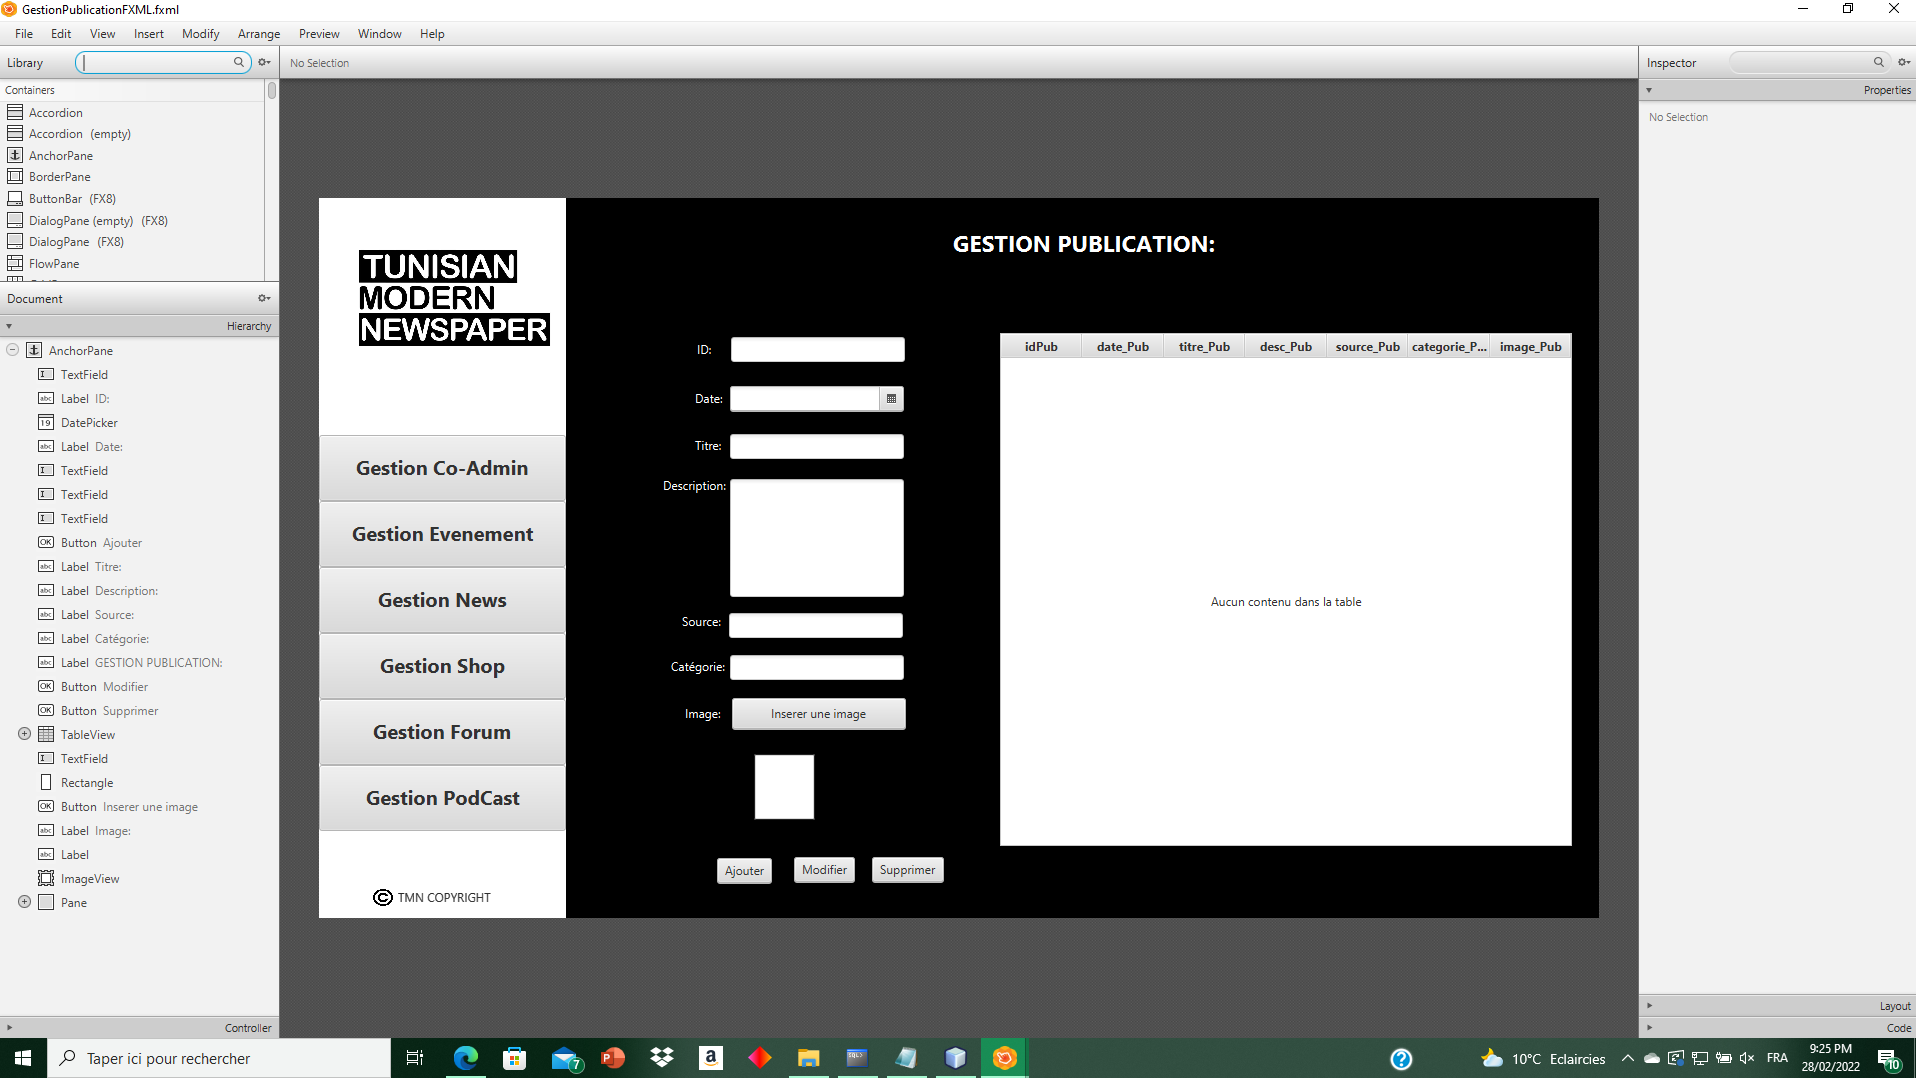 GestionPublicationFXML.fxml
File Edit View Insert Modify Arrange Preview Window Help
Library
No Selection
Inspector
Containers
Properties
Accordion
Accordion (empty)
AnchorPane
BorderPane
ButtonBar (FX8)
DialogPane (empty) (FX8)
DialogPane (FX8)
FlowPane
No Selection
Document
Hierarchy
AnchorPane
TextField
Label ID:
19 DatePicker
Label Date:
TextField
TextField
TextField
OK Button Ajouter
Label Titre:
Label Description:
Label Source:
Label Catégorie:
Label GESTION PUBLICATION:
OK Button Modifier
OK Button Supprimer
TableView
TextField
Rectangle
OK Button Inserer une image
Label Image:
Label
ImageView
Pane
Controller
TUNISIAN
MODERN
NEWSPAPER
Gestion Co-Admin
Gestion Evenement
Gestion News
Gestion Shop
Gestion Forum
Gestion PodCast
© TMN COPYRIGHT
GESTION PUBLICATION:
ID:
Date:
Titre:
Description:
Source:
Catégorie:
Image: Inserer une image
Ajouter Modifier Supprimer
idPub date_Pub titre_Pub desc_Pub source_Pub categorie_P... image_Pub
Aucun contenu dans la table
Layout
Code
Taper ici pour rechercher
7
10°C Eclaircies
FRA
9:25 PM
28/02/2022
10